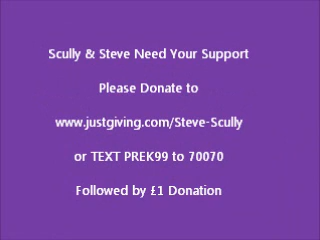 Scully & Steve Need Your Support
Please Donate to
www.justgiving.com/Steve-Scully
or TEXT PREK99 to 70070
Followed by £1 Donation